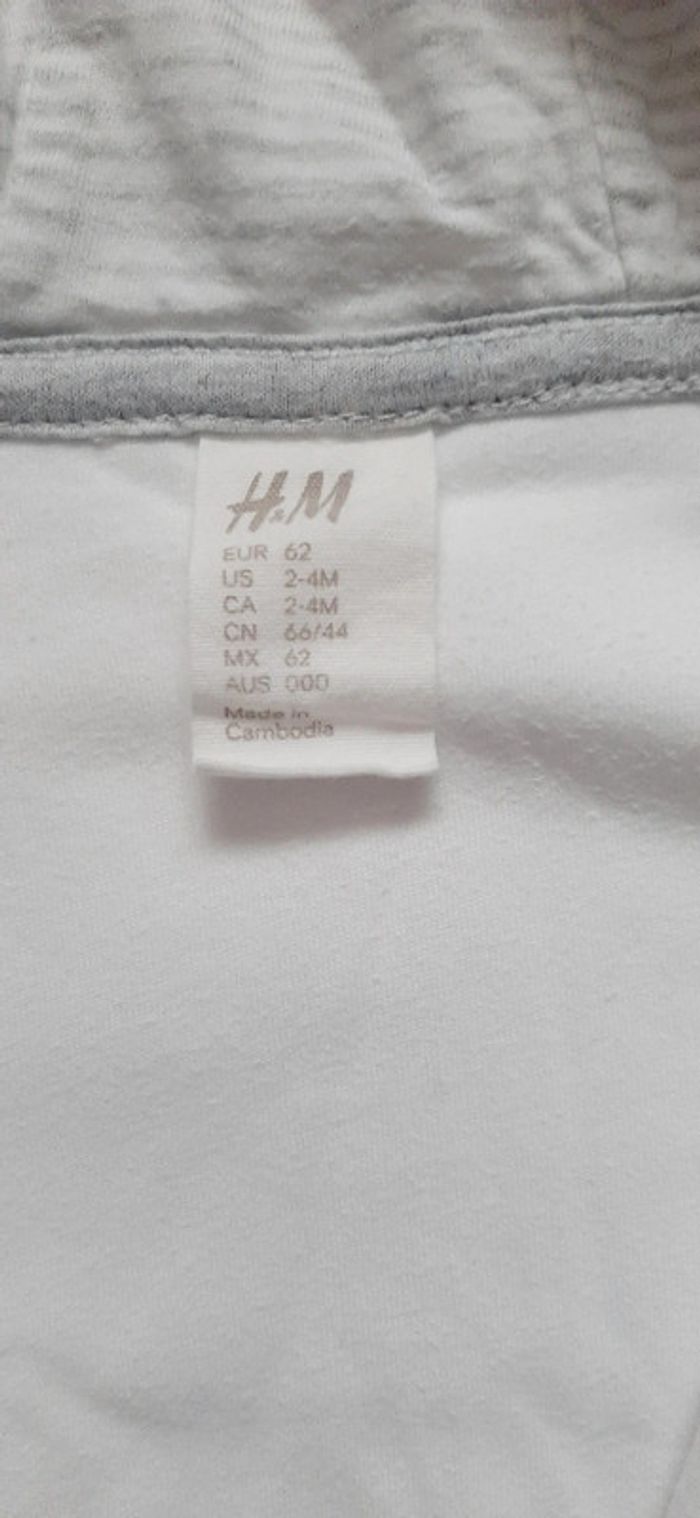 H&M
EUR 62
US 2-4M
CA 2-4M
CN 66/44
MX 62
AUS 000
Made in
Cambodia